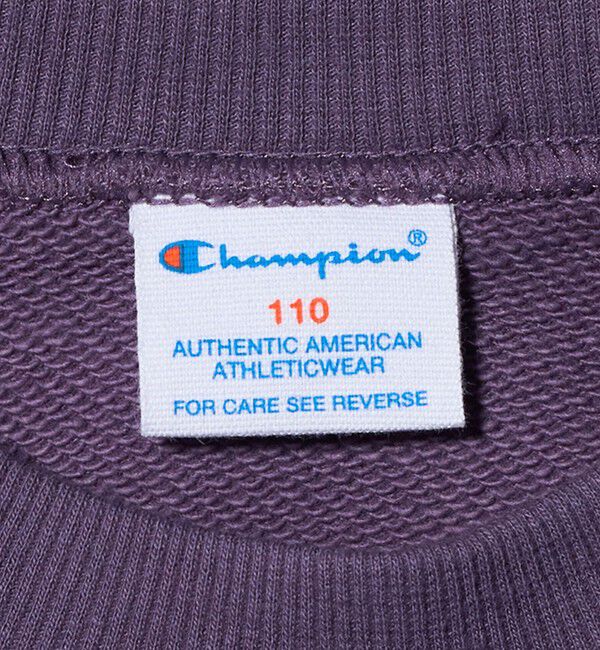 Champion®
110
AUTHENTIC AMERICAN
ATHLETICWEAR
FOR CARE SEE REVERSE